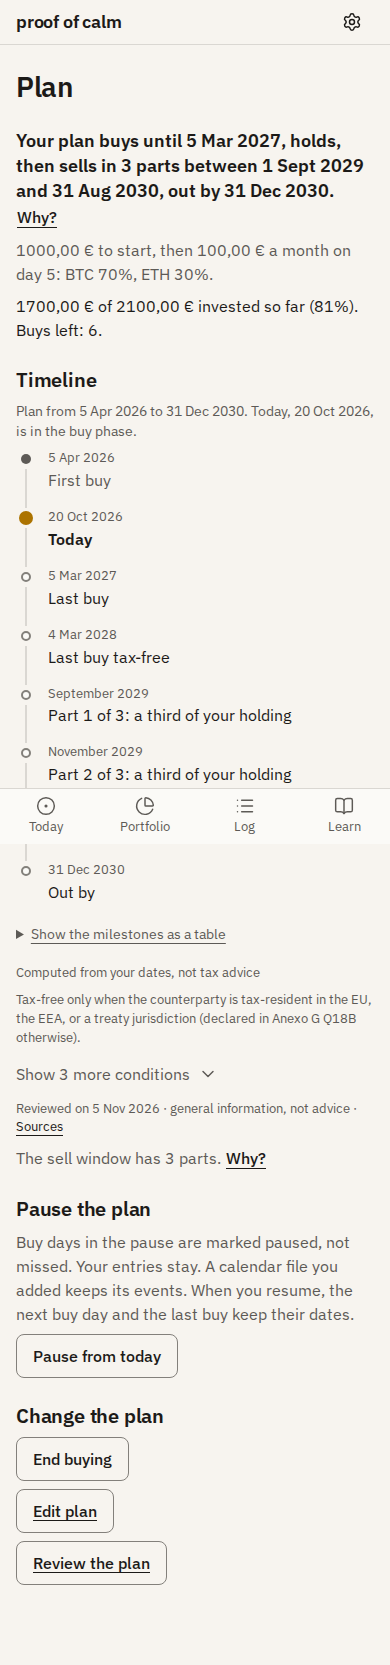 proof of calm
Plan
Your plan buys until 5 Mar 2027, holds,
then sells in 3 parts between 1 Sept 2029
and 31 Aug 2030, out by 31 Dec 2030.
Why?
1000,00 € to start, then 100,00 € a month on
day 5: BTC 70%, ETH 30%.
1700,00 € of 2100,00 € invested so far (81%).
Buys left: 6.
Timeline
Plan from 5 Apr 2026 to 31 Dec 2030. Today, 20 Oct 2026,
is in the buy phase.
5 Apr 2026
First buy
20 Oct 2026
Today
5 Mar 2027
Last buy
4 Mar 2028
Last buy tax-free
September 2029
Part 1 of 3: a third of your holding
November 2029
Part 2 of 3: a third of your holding
Today
Portfolio
Log
Learn
31 Dec 2030
Out by
Show the milestones as a table
Computed from your dates, not tax advice
Tax-free only when the counterparty is tax-resident in the EU,
the EEA, or a treaty jurisdiction (declared in Anexo G Q18B
otherwise).
Show 3 more conditions
Reviewed on 5 Nov 2026 · general information, not advice ·
Sources
The sell window has 3 parts. Why?
Pause the plan
Buy days in the pause are marked paused, not
missed. Your entries stay. A calendar file you
added keeps its events. When you resume, the
next buy day and the last buy keep their dates.
Pause from today
Change the plan
End buying
Edit plan
Review the plan